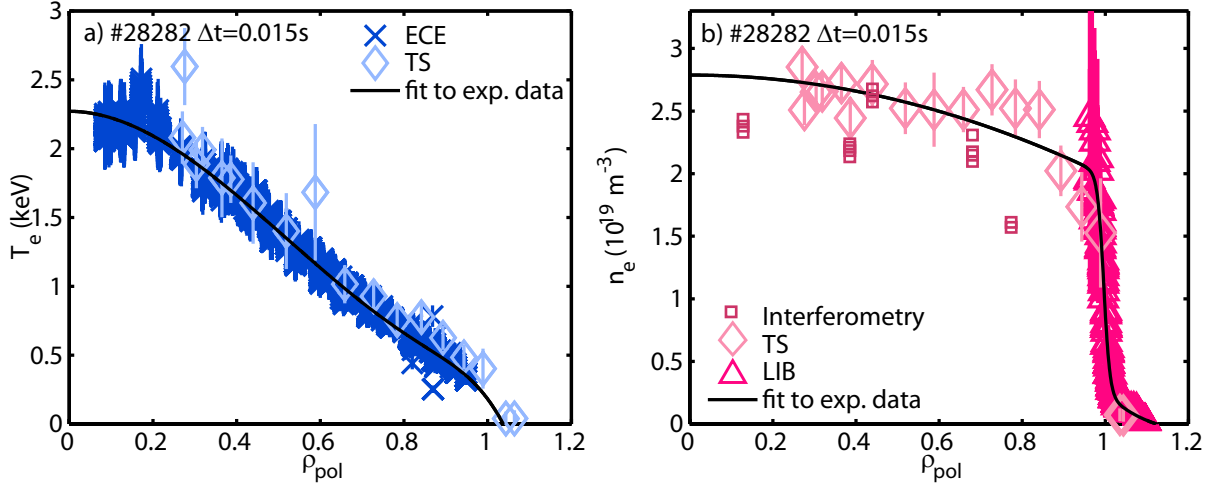 a) #28282 Δt=0.015s
ECE
TS
fit to exp. data
T_e (keV)
3
2.5
2
1.5
1
0.5
0
0 0.2 0.4 0.6 0.8 1 1.2
ρ_pol
b) #28282 Δt=0.015s
n_e (10^19 m^-3)
3
2.5
2
1.5
1
0.5
0
Interferometry
TS
LIB
fit to exp. data
0 0.2 0.4 0.6 0.8 1 1.2
ρ_pol